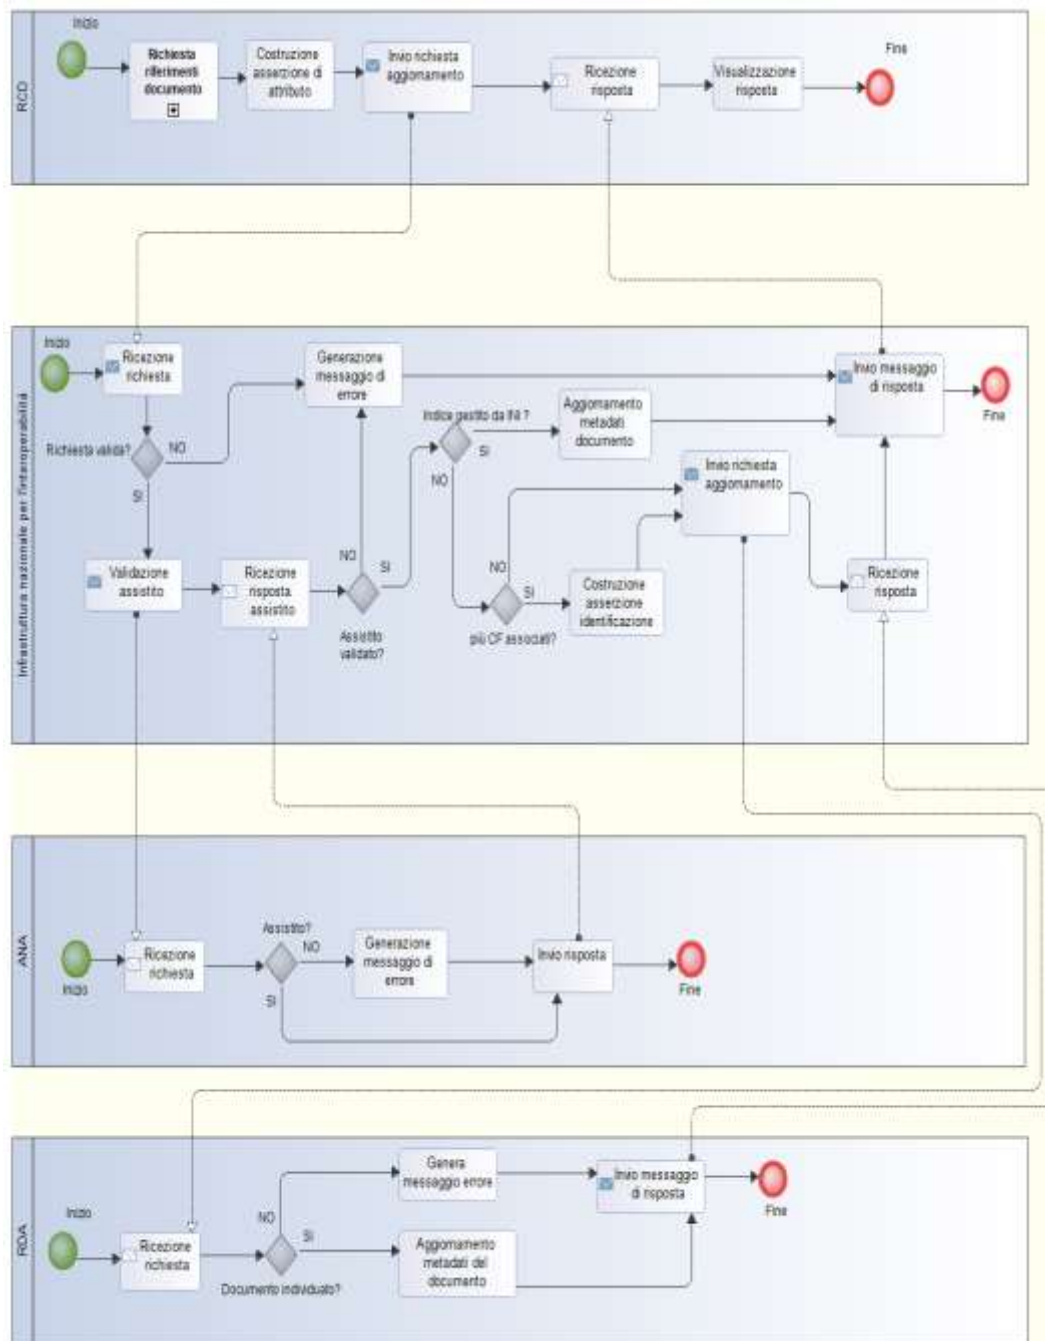 RCD
Inizio
Richiesta
riferimenti
documento
Costruzione
asserzione di
attributo
Invio richiesta
aggiornamento
Ricezione
risposta
Visualizzazione
risposta
Fine
Infrastruttura nazionale per l'interoperabilità
Inizio
Ricezione
richiesta
Richiesta valida?
NO
SI
Generazione
messaggio di
errore
Validazione
assistito
Ricezione
risposta
assistito
NO
SI
Assistito
validato?
Indice gestito da INI ?
SI
NO
Aggiornamento
metadati
documento
NO
SI
più CF associati?
Costruzione
asserzione
identificazione
Invio richiesta
aggiornamento
Ricezione
risposta
Invio messaggio
di risposta
Fine
ANA
Inizio
Ricezione
richiesta
Assistito?
NO
SI
Generazione
messaggio di
errore
Invio risposta
Fine
RDA
Inizio
Ricezione
richiesta
NO
SI
Documento individuato?
Genera
messaggio errore
Aggiornamento
metadati del
documento
Invio messaggio
di risposta
Fine